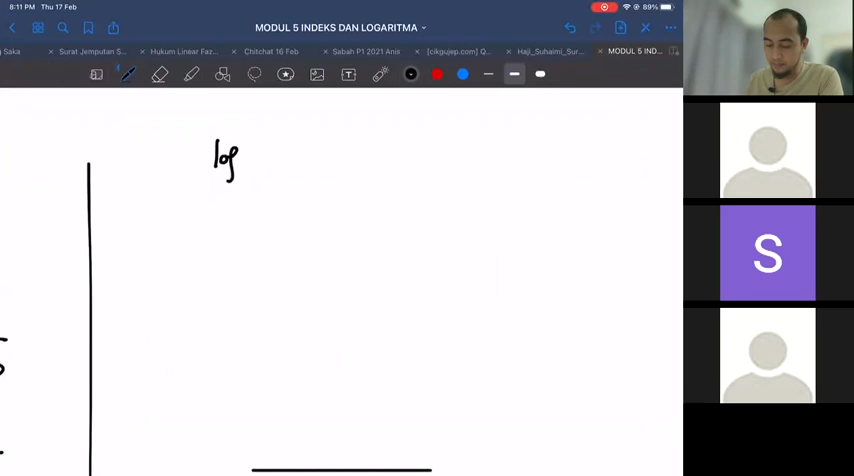 8:11 PM Thu 17 Feb
89%
MODUL 5 INDEKS DAN LOGARITMA
g Saka
Surat Jemputan S...
Hukum Linear Faz...
Chitchat 16 Feb
Sabah P1 2021 Anis
[cikgujep.com] Q...
Haji_Suhaimi_Sur...
MODUL 5 IND...
log
S